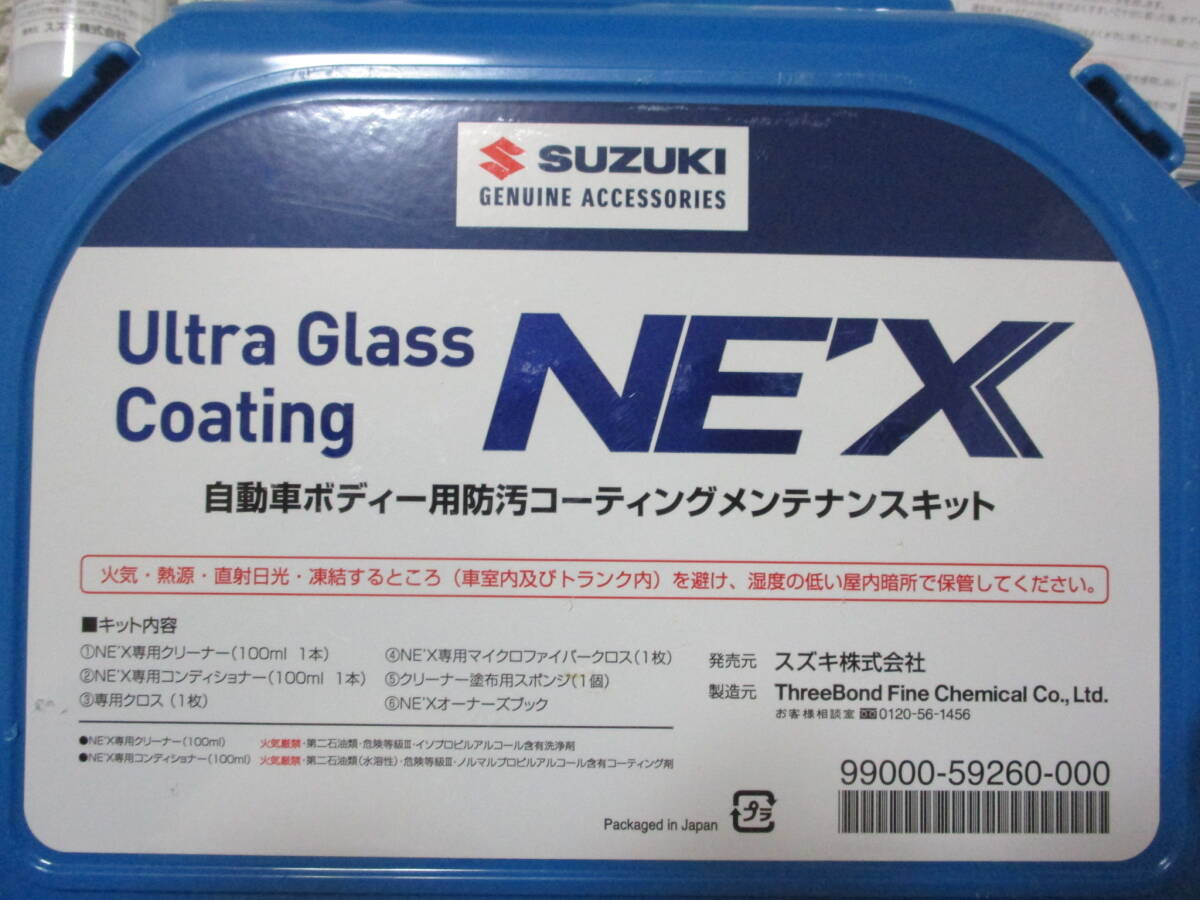 スズキ株式会社
SUZUKI
GENUINE ACCESSORIES
Ultra Glass
Coating
NE'X
自動車ボディー用防汚コーティングメンテナンスキット
火気・熱源・直射日光・凍結するところ（車室内及びトランク内）を避け、湿度の低い屋内暗所で保管してください。
■キット内容
①NE'X専用クリーナー（100ml 1本）
②NE'X専用コンディショナー（100ml 1本）
③専用クロス（1枚）
④NE'X専用マイクロファイバークロス（1枚）
⑤クリーナー塗布用スポンジ（1個）
⑥NE'Xオーナーズブック
●NE'X専用クリーナー（100ml） 火気厳禁・第二石油類・危険等級Ⅲ・イソプロピルアルコール含有洗浄剤
●NE'X専用コンディショナー（100ml） 火気厳禁・第二石油類（水溶性）・危険等級Ⅲ・ノルマルプロピルアルコール含有コーティング剤
発売元 スズキ株式会社
製造元 ThreeBond Fine Chemical Co., Ltd.
お客様相談室 0120-56-1456
99000-59260-000
Packaged in Japan
プラ